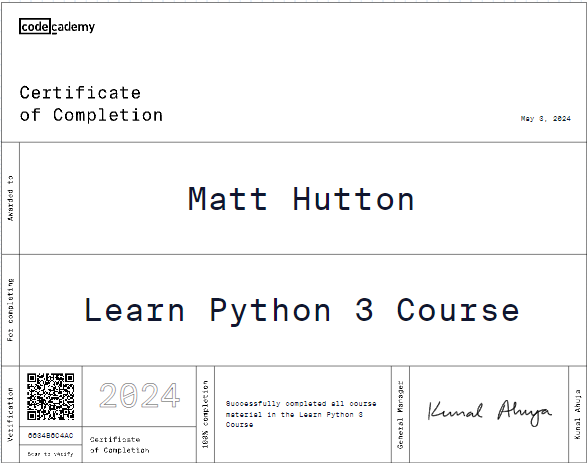 codecademy
Certificate
of Completion
May 3, 2024
Awarded to
Matt Hutton
For completing
Learn Python 3 Course
Verification
Scan to verify
2024
Certificate
of Completion
100% completion
Successfully completed all course
material in the Learn Python 3
Course
General Manager
Kunal Ahuja
Kunal Ahuja